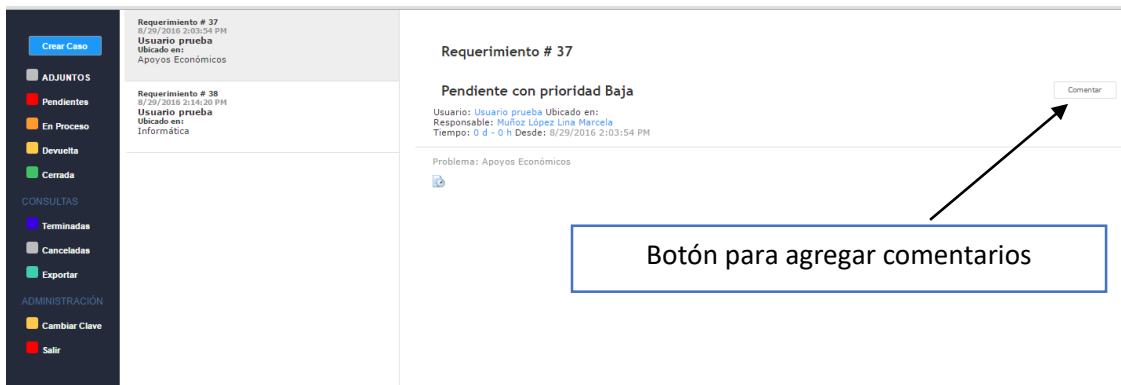 Crear Caso
ADJUNTOS
Pendientes
En Proceso
Devuelta
Cerrada
CONSULTAS
Terminadas
Canceladas
Exportar
ADMINISTRACIÓN
Cambiar Clave
Salir
Requerimiento # 37
8/29/2016 2:03:54 PM
Usuario prueba
Ubicado en:
Apoyos Económicos
Requerimiento # 38
8/29/2016 2:14:20 PM
Usuario prueba
Ubicado en:
Informática
Requerimiento # 37
Pendiente con prioridad Baja
Comentar
Usuario: Usuario prueba Ubicado en:
Responsable: Muñoz López Lina Marcela
Tiempo: 0 d - 0 h Desde: 8/29/2016 2:03:54 PM
Problema: Apoyos Económicos
Botón para agregar comentarios